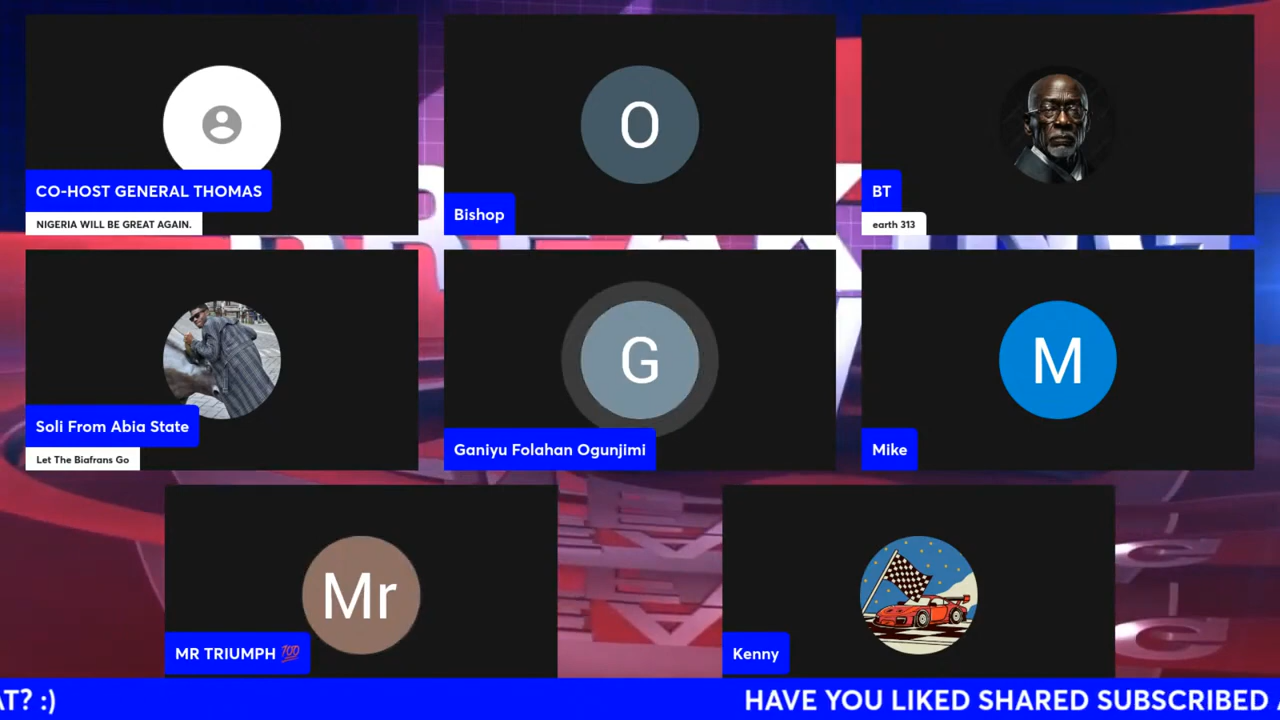 CO-HOST GENERAL THOMAS
NIGERIA WILL BE GREAT AGAIN.
O
Bishop
BT
earth 313
Soli From Abia State
Let The Biafrans Go
G
Ganiyu Folahan Ogunjimi
M
Mike
Mr
MR TRIUMPH 💯
Kenny
AT? :)
HAVE YOU LIKED SHARED SUBSCRIBED